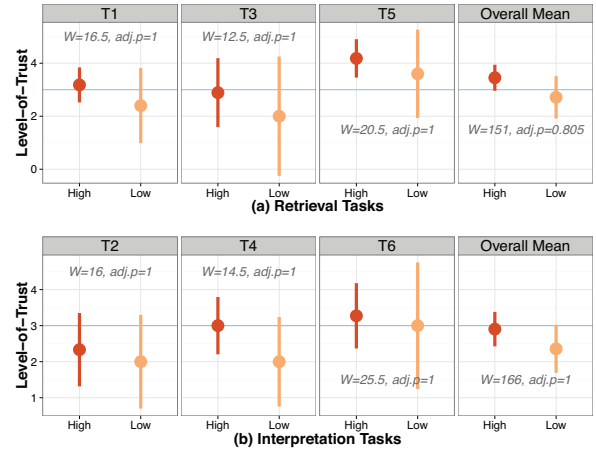 T1 T3 T5 Overall Mean
Level−of−Trust
4
2
0
W=16.5, adj.p=1
W=12.5, adj.p=1
W=20.5, adj.p=1
W=151, adj.p=0.805
High Low High Low High Low High Low
(a) Retrieval Tasks
T2 T4 T6 Overall Mean
Level−of−Trust
4
3
2
1
W=16, adj.p=1
W=14.5, adj.p=1
W=25.5, adj.p=1
W=166, adj.p=1
High Low High Low High Low High Low
(b) Interpretation Tasks